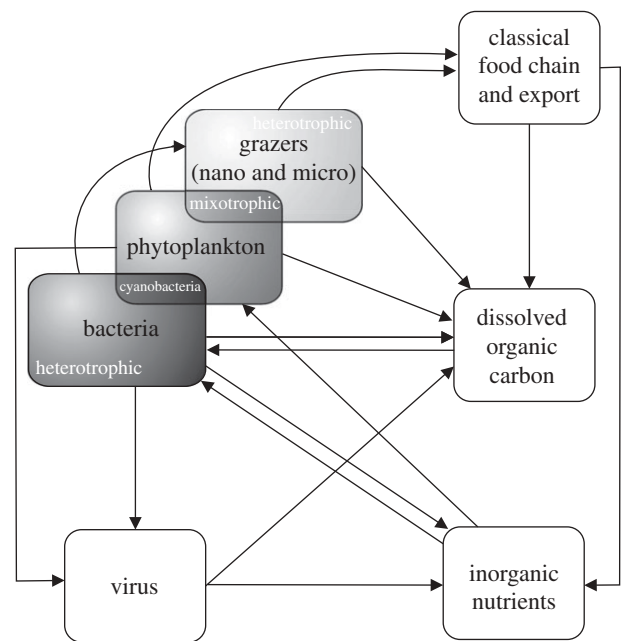 classical
food chain
and export
heterotrophic
grazers
(nano and micro)
mixotrophic
phytoplankton
cyanobacteria
bacteria
heterotrophic
dissolved
organic
carbon
virus
inorganic
nutrients